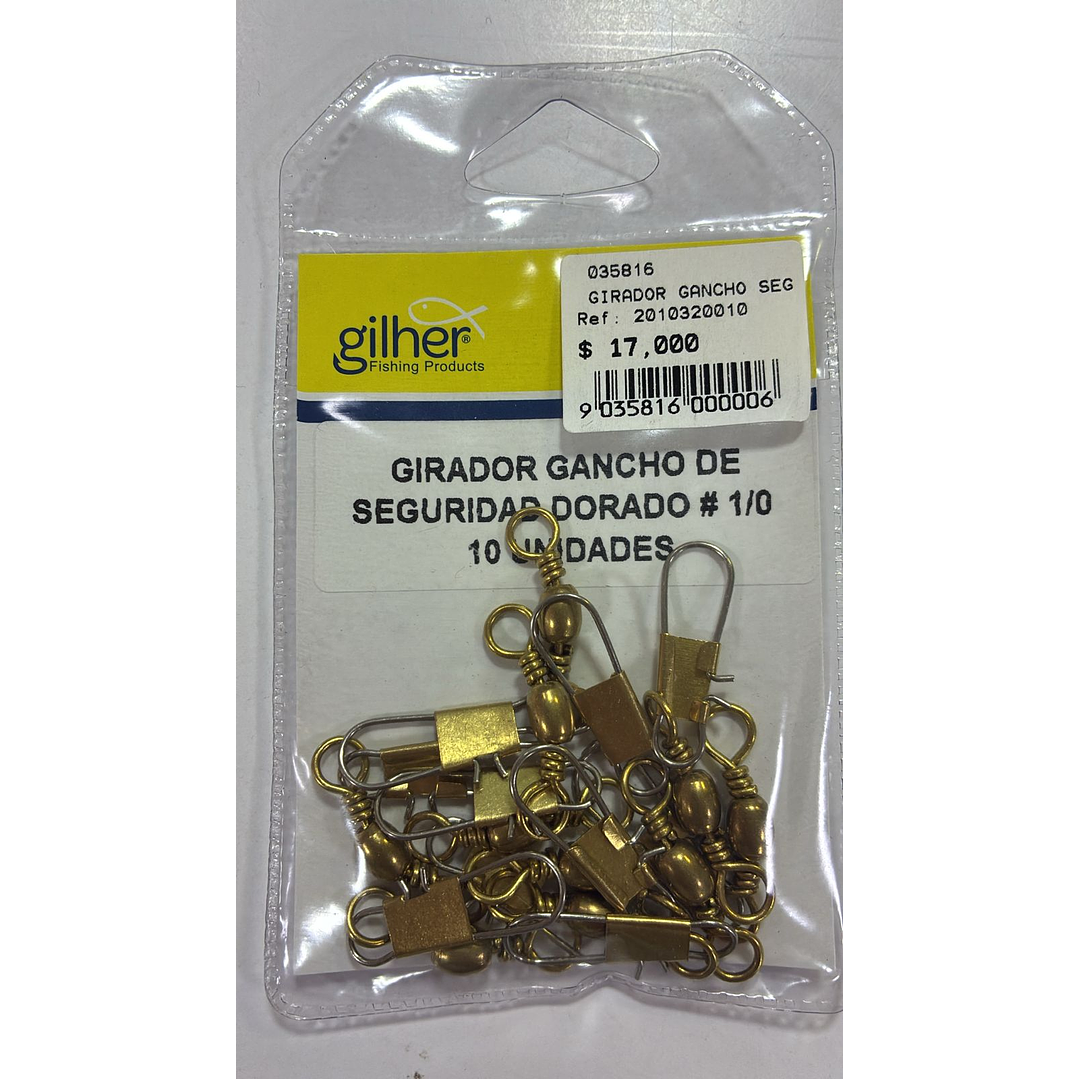 gilher®
Fishing Products
035816
GIRADOR GANCHO SEG
Ref: 2010320010
$ 17,000
9 035816 000006
GIRADOR GANCHO DE
SEGURIDAD DORADO # 1/0
10 UNIDADES